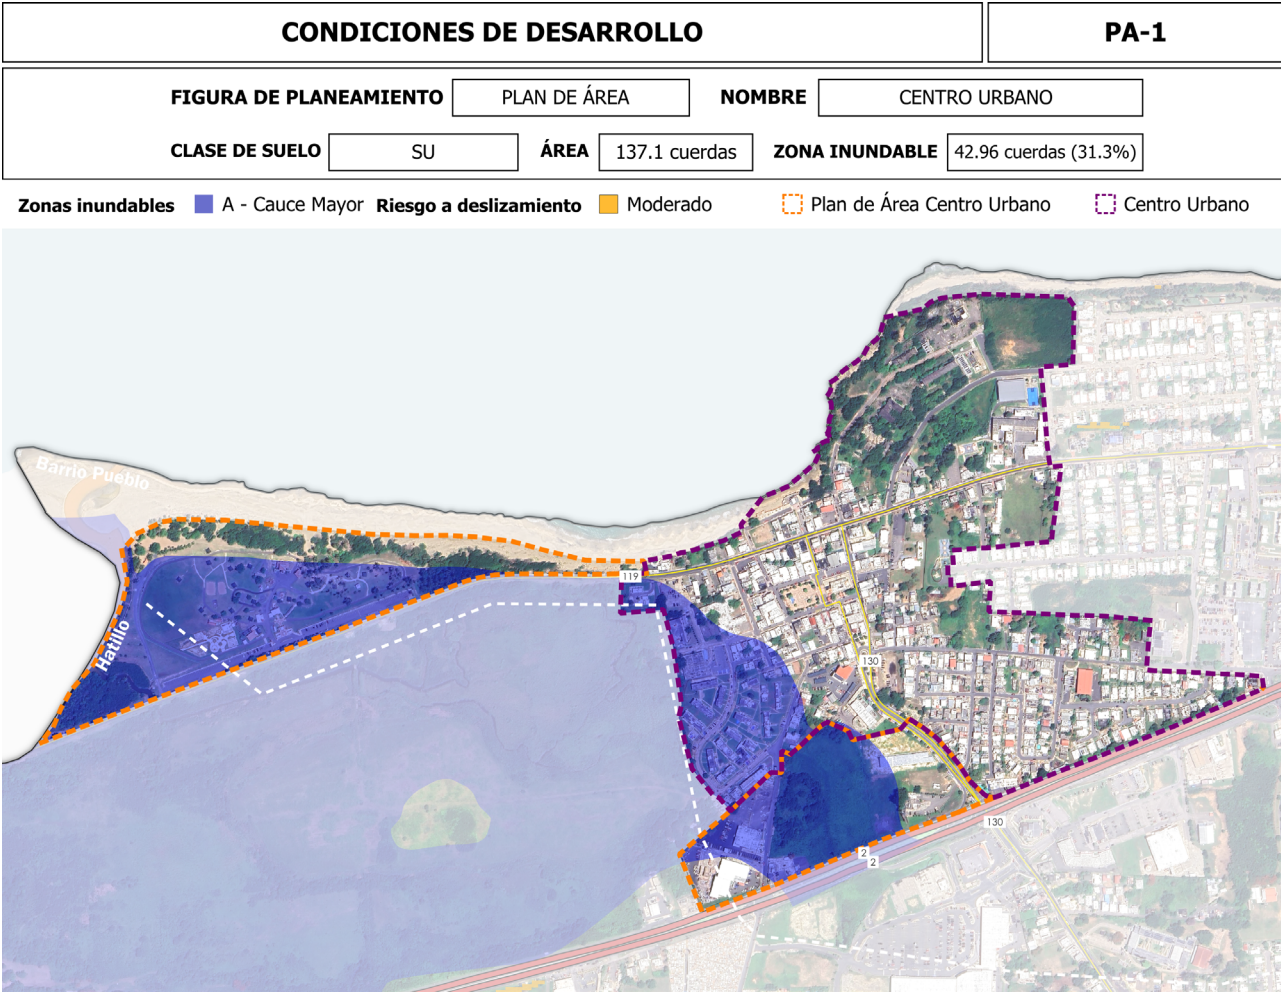 CONDICIONES DE DESARROLLO PA-1
FIGURA DE PLANEAMIENTO PLAN DE ÁREA NOMBRE CENTRO URBANO
CLASE DE SUELO SU ÁREA 137.1 cuerdas ZONA INUNDABLE 42.96 cuerdas (31.3%)
Zonas inundables A - Cauce Mayor Riesgo a deslizamiento Moderado Plan de Área Centro Urbano Centro Urbano
Barrio Pueblo
119
Hatillo
130
130
2
2